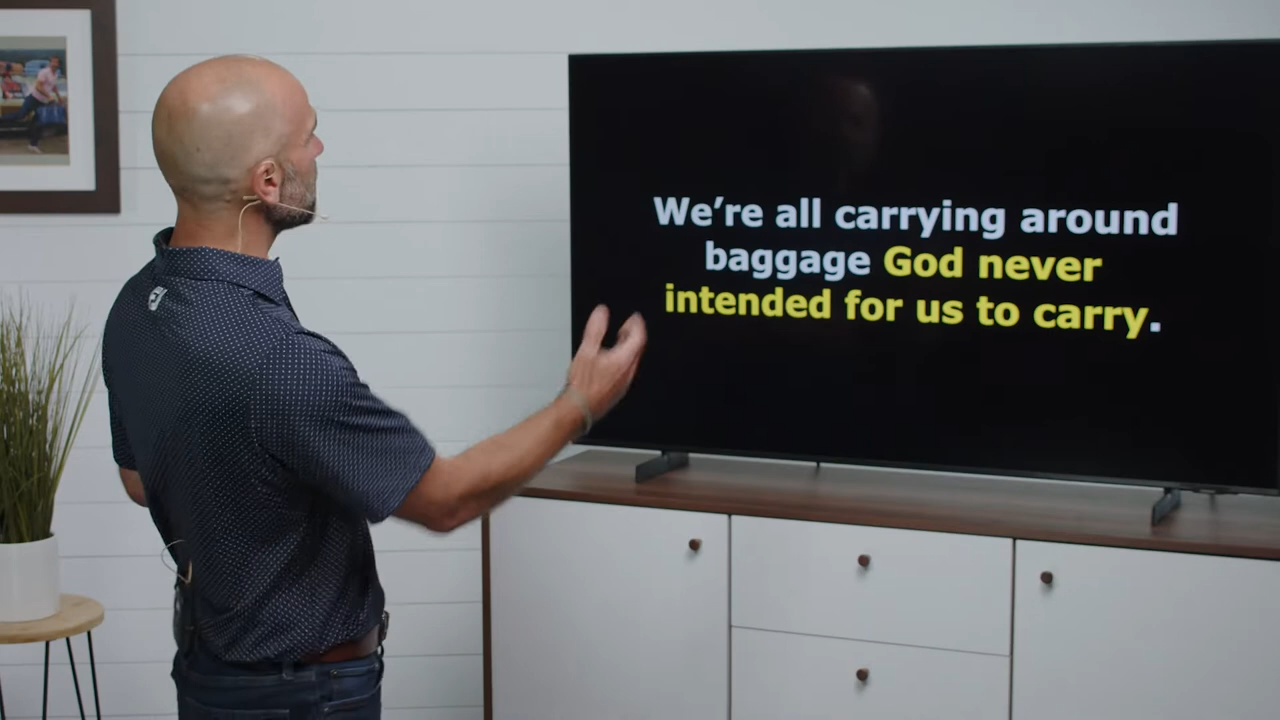 We're all carrying around
baggage God never
intended for us to carry.